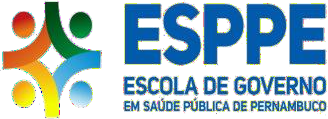 ESPPE
ESCOLA DE GOVERNO
EM SAÚDE PÚBLICA DE PERNAMBUCO